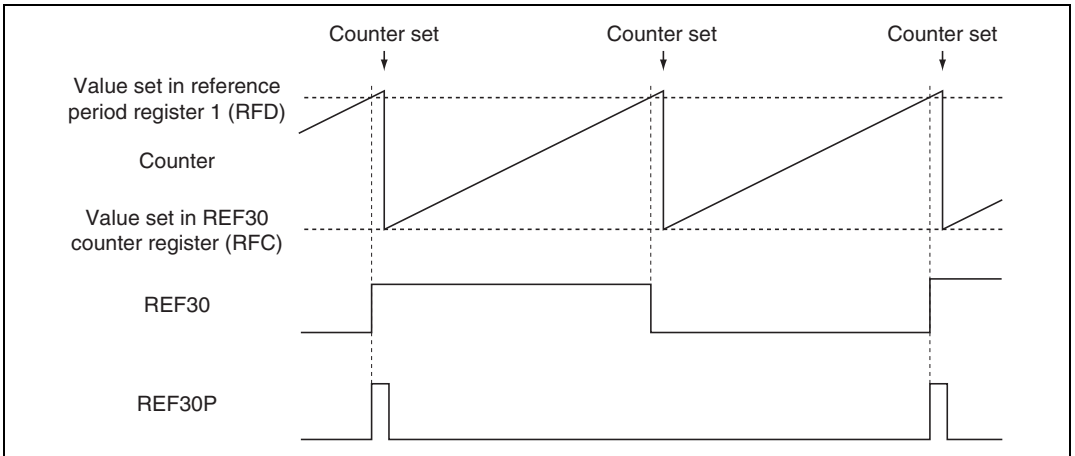 Counter set
Counter set
Counter set
Value set in reference
period register 1 (RFD)
Counter
Value set in REF30
counter register (RFC)
REF30
REF30P